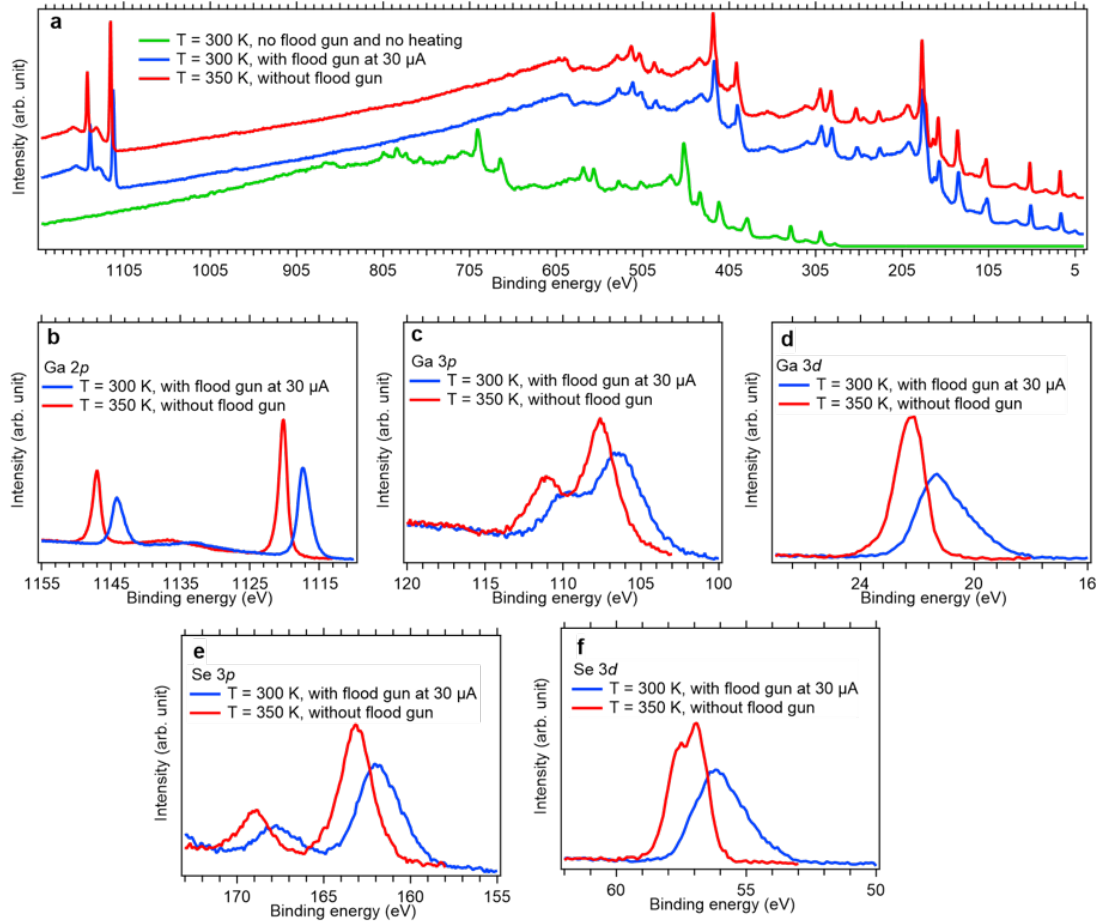 a
T = 300 K, no flood gun and no heating
T = 300 K, with flood gun at 30 μA
T = 350 K, without flood gun
Intensity (arb. unit)
1105 1005 905 805 705 605 505 405 305 205 105 5
Binding energy (eV)
b
Ga 2p
T = 300 K, with flood gun at 30 μA
T = 350 K, without flood gun
Intensity (arb. unit)
1155 1145 1135 1125 1115
Binding energy (eV)
c
Ga 3p
T = 300 K, with flood gun at 30 μA
T = 350 K, without flood gun
Intensity (arb. unit)
120 115 110 105 100
Binding energy (eV)
d
Ga 3d
T = 300 K, with flood gun at 30 μA
T = 350 K, without flood gun
Intensity (arb. unit)
24 20 16
Binding energy (eV)
e
Se 3p
T = 300 K, with flood gun at 30 μA
T = 350 K, without flood gun
Intensity (arb. unit)
170 165 160 155
Binding energy (eV)
f
Se 3d
T = 300 K, with flood gun at 30 μA
T = 350 K, without flood gun
Intensity (arb. unit)
60 55 50
Binding energy (eV)